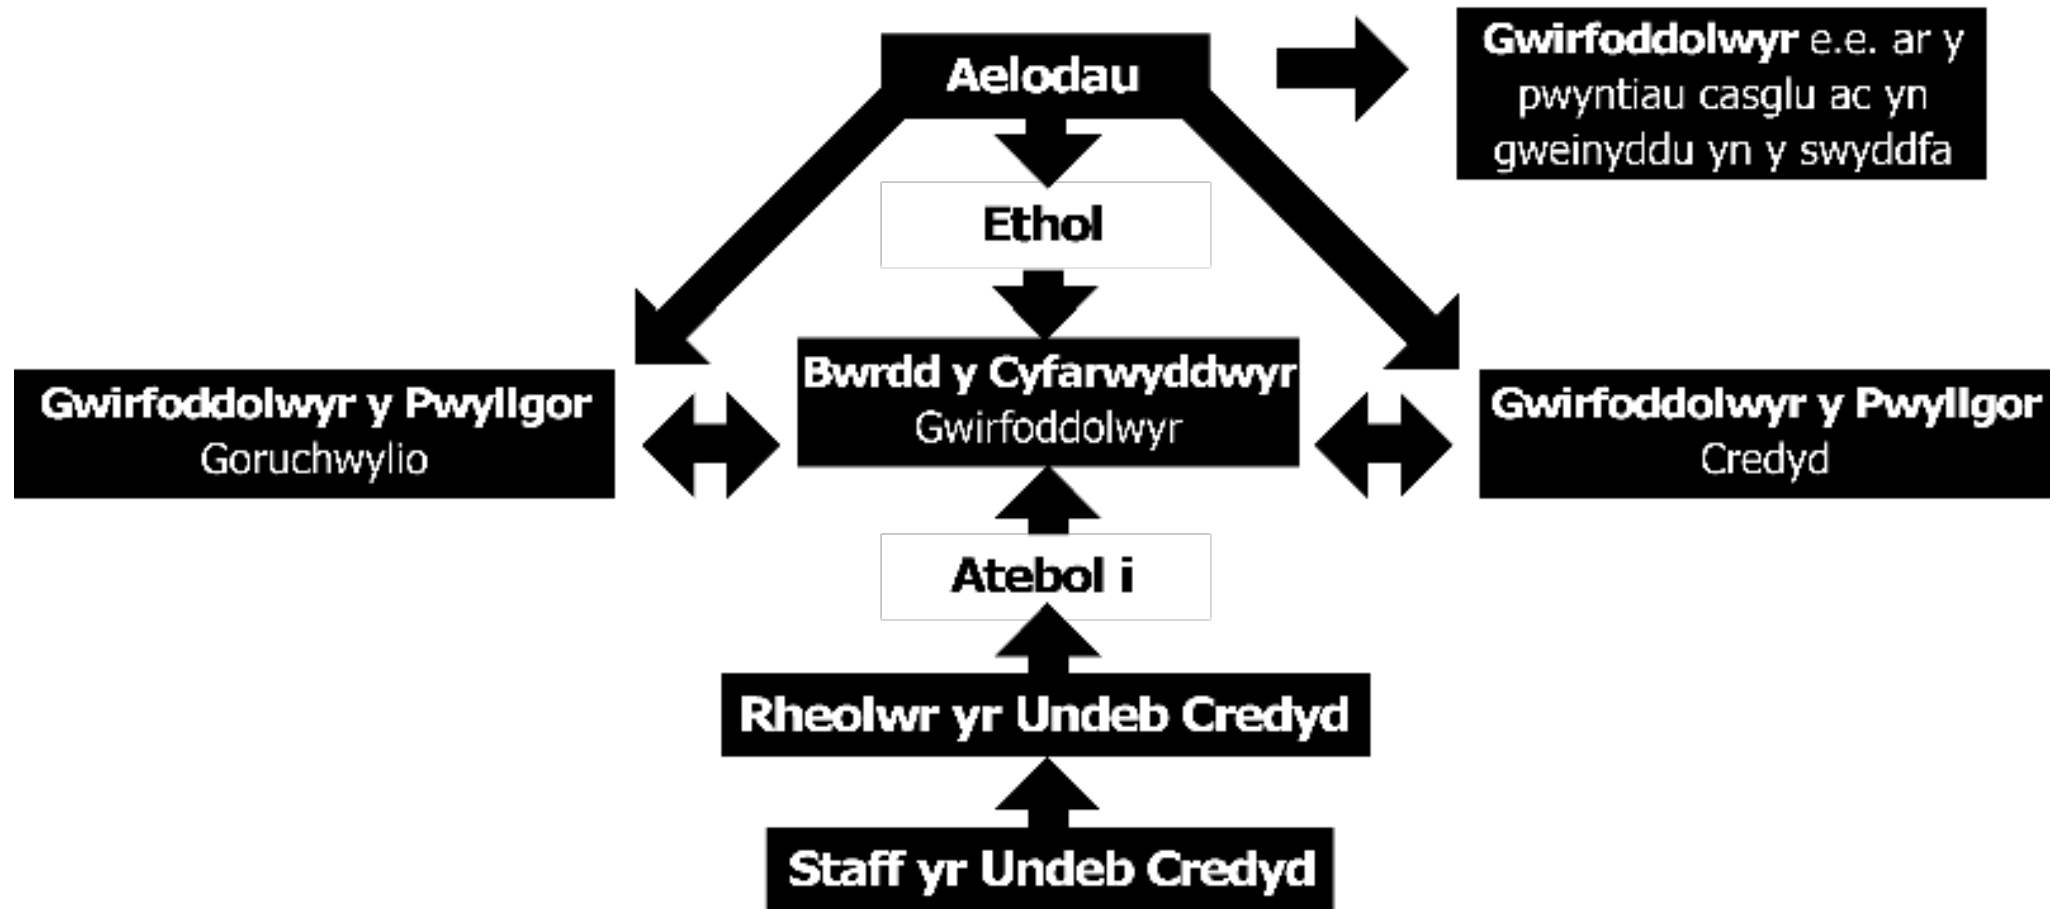 Aelodau
Gwirfoddolwyr e.e. ar y
pwyntiau casglu ac yn
gweinyddu yn y swyddfa
Ethol
Gwirfoddolwyr y Pwyllgor
Goruchwylio
Bwrdd y Cyfarwyddwyr
Gwirfoddolwyr
Gwirfoddolwyr y Pwyllgor
Credyd
Atebol i
Rheolwr yr Undeb Credyd
Staff yr Undeb Credyd